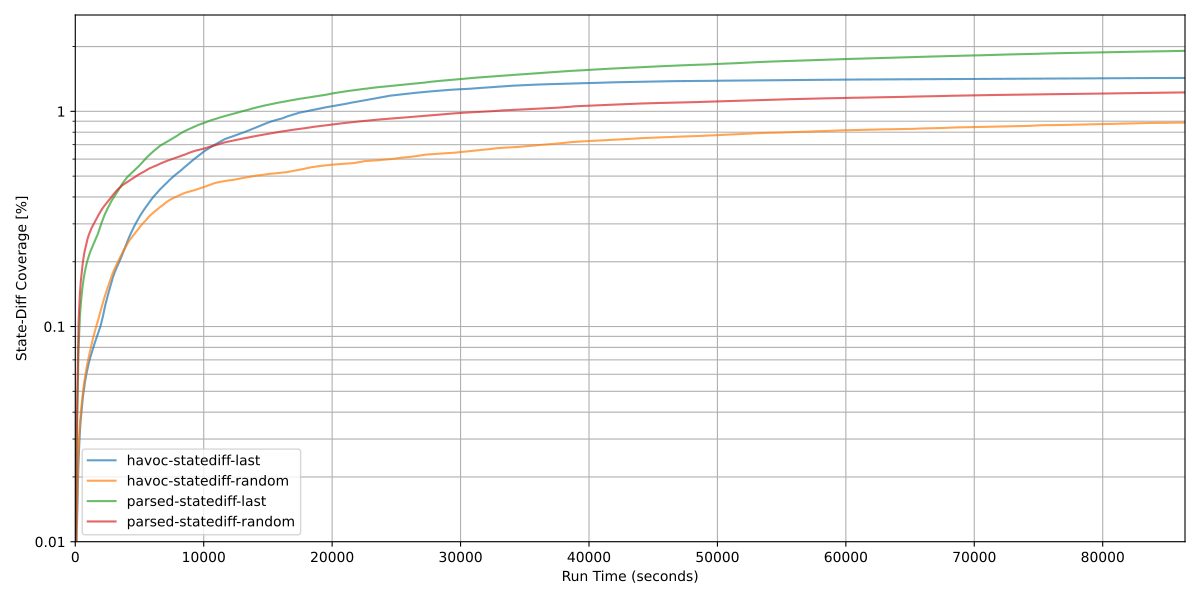 State-Diff Coverage [%]
1
0.1
0.01
havoc-statediff-last
havoc-statediff-random
parsed-statediff-last
parsed-statediff-random
0 10000 20000 30000 40000 50000 60000 70000 80000
Run Time (seconds)